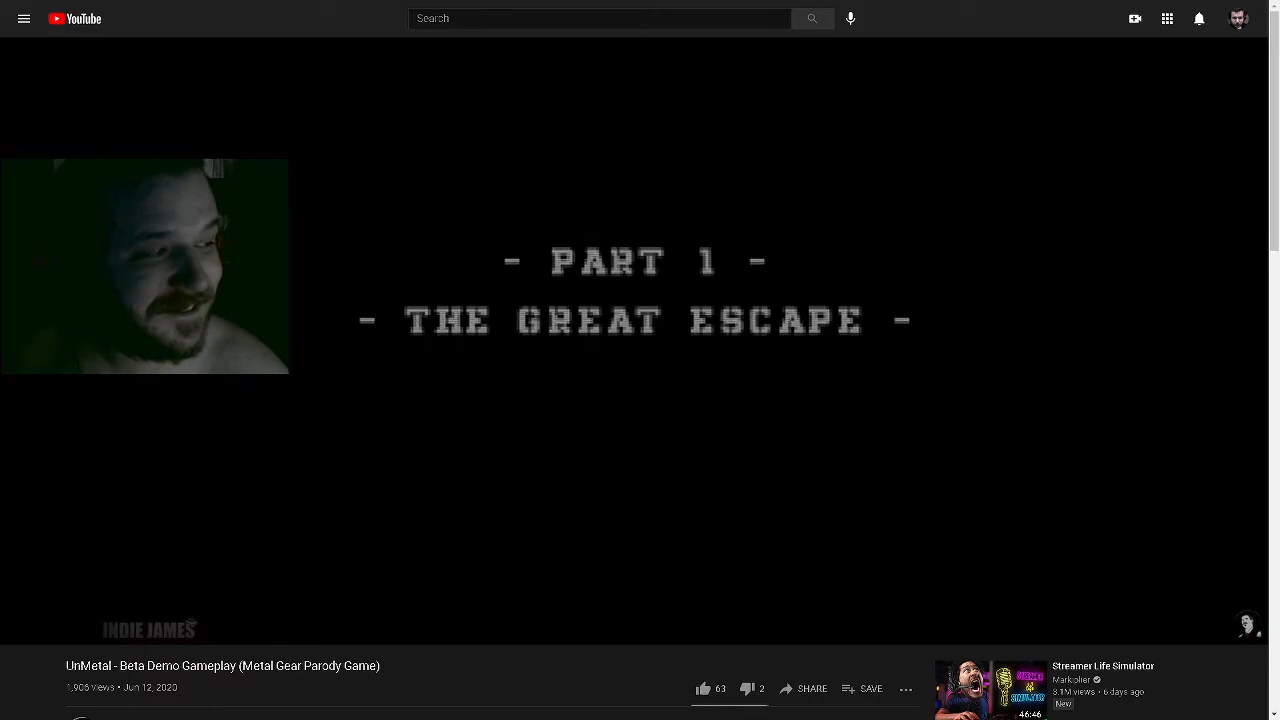 YouTube
Search
- PART 1 -
- THE GREAT ESCAPE -
INDIE JAMES
UnMetal - Beta Demo Gameplay (Metal Gear Parody Game)
1,906 views • Jun 12, 2020
63
2
SHARE
SAVE
46:46
Streamer Life Simulator
Markiplier
3.1M views • 6 days ago
New